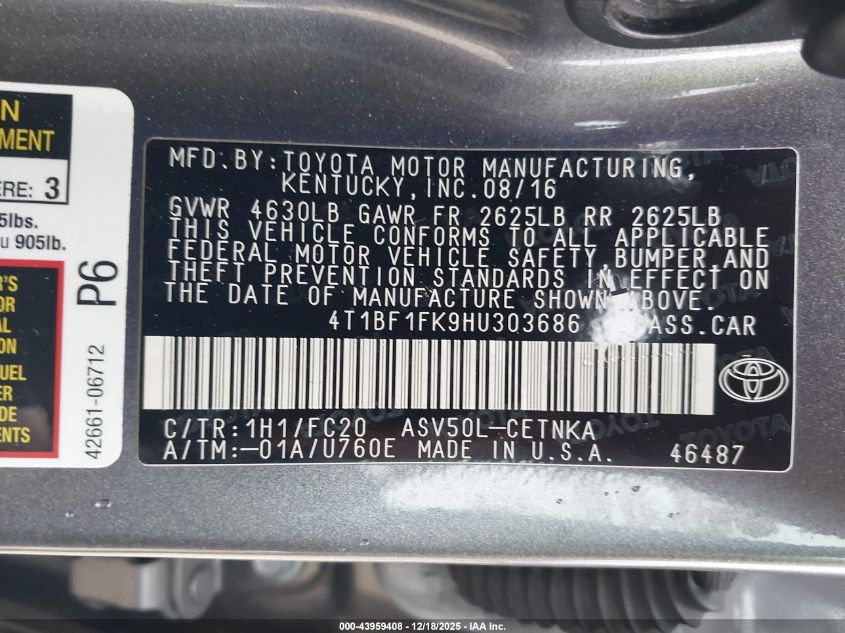 N
MENT
ERE: 3
5lbs.
u 905lb.
R'S
OR
AL
ON
UEL
ER
DE
ENTS
P6
42661-06712
MFD.BY:TOYOTA MOTOR MANUFACTURING,
KENTUCKY,INC.08/16
GVWR 4630LB GAWR FR 2625LB RR 2625LB
THIS VEHICLE CONFORMS TO ALL APPLICABLE
FEDERAL MOTOR VEHICLE SAFETY,BUMPER,AND
THEFT PREVENTION STANDARDS IN EFFECT ON
THE DATE OF MANUFACTURE SHOWN ABOVE.
4T1BF1FK9HU303686 PASS.CAR
C/TR:1H1/FC20 ASV50L-CETNKA
A/TM:-01A/U760E MADE IN U.S.A. 46487
000-43959408 - 12/18/2025 - IAA Inc.